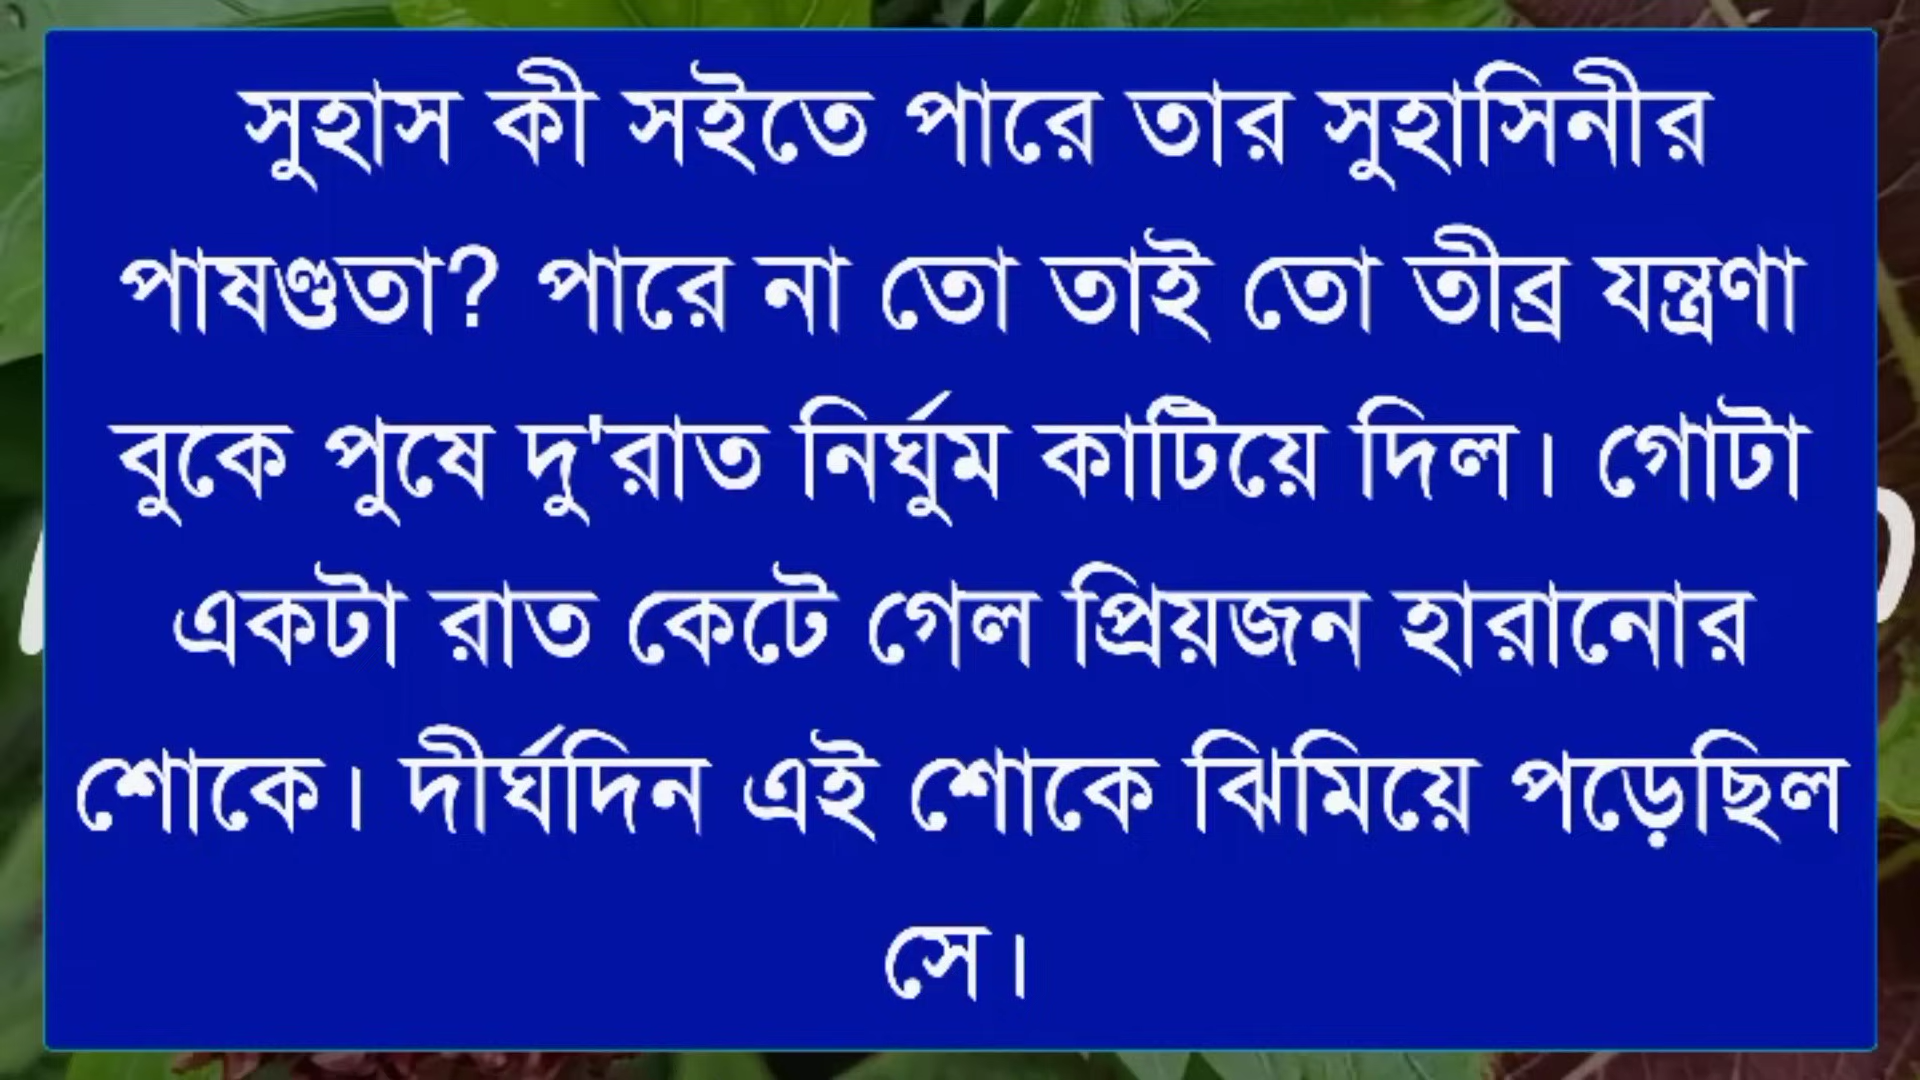 সুহাস কী সইতে পারে তার সুহাসিনীর
পাষণ্ডতা? পারে না তো তাই তো তীব্র যন্ত্রণা
বুকে পুষে দু'রাত নির্ঘুম কাটিয়ে দিল। গোটা
একটা রাত কেটে গেল প্রিয়জন হারানোর
শোকে। দীর্ঘদিন এই শোকে ঝিমিয়ে পড়েছিল
সে।